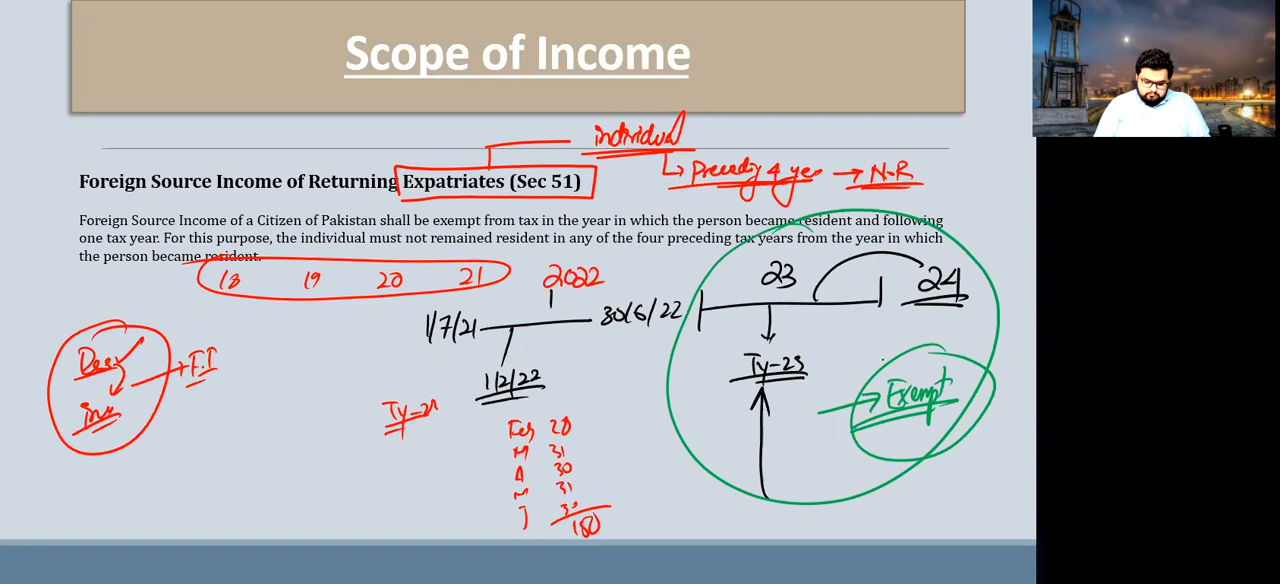 Scope of Income
individual
↳ Preceding 4 year → N-R
Foreign Source Income of Returning Expatriates (Sec 51)
Foreign Source Income of a Citizen of Pakistan shall be exempt from tax in the year in which the person became resident and following
one tax year. For this purpose, the individual must not remained resident in any of the four preceding tax years from the year in which
the person became resident.
18 19 20 21 2022 23 24
1/7/21 30/6/22
1/2/22
Ty-23
→ F.I
Exempt
Feb 28
M 31
A 30
M 31
J 30